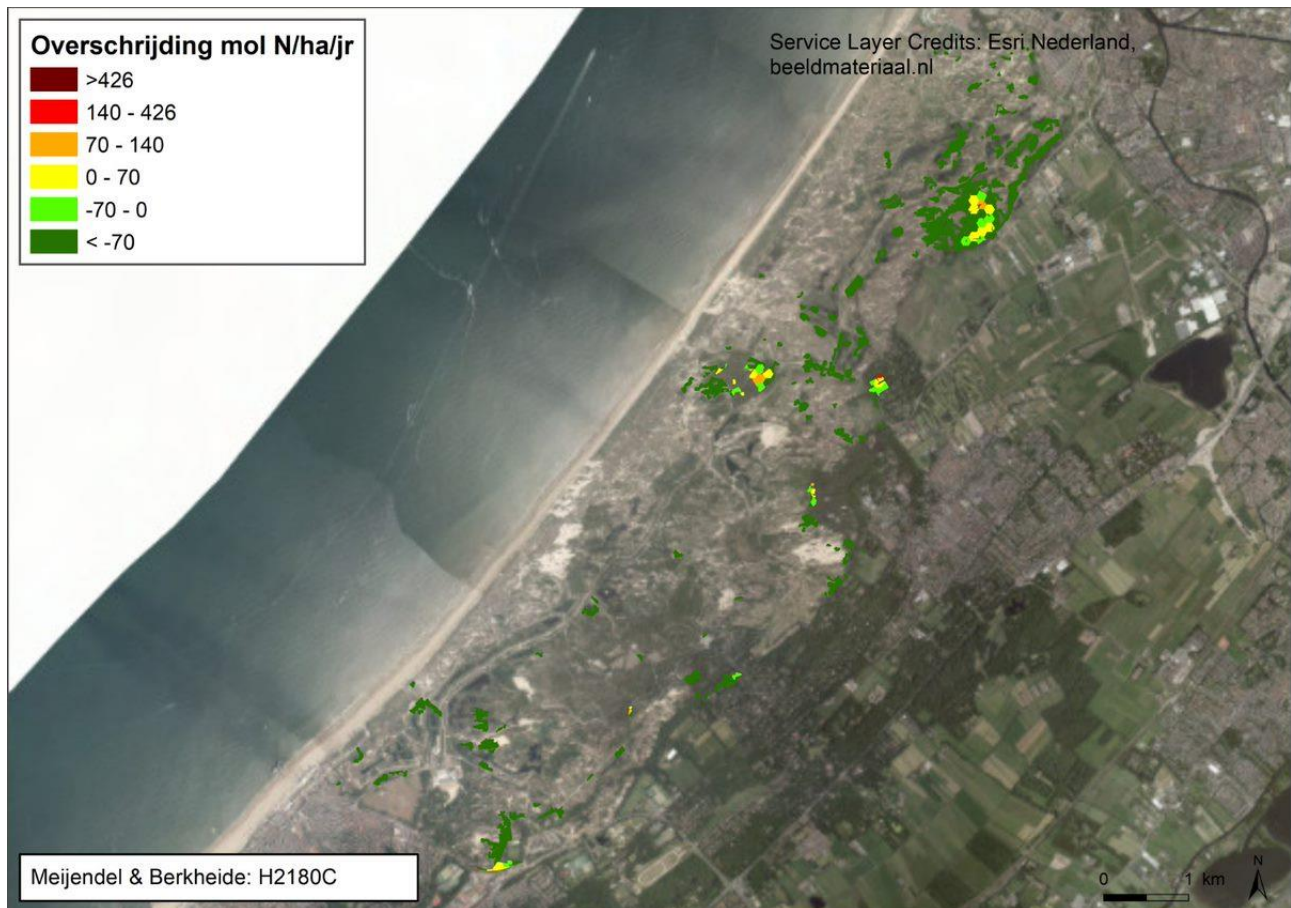 Overschrijding mol N/ha/jr
>426
140 - 426
70 - 140
0 - 70
-70 - 0
< -70
Service Layer Credits: Esri Nederland,
beeldmateriaal.nl
Meijendel & Berkheide: H2180C
0 1 km
N